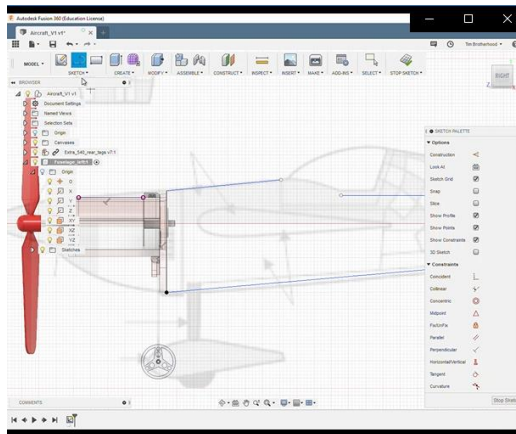 Autodesk Fusion 360 (Education License)
Aircraft_V1 v1*
Tim Brotherhood
MODEL
SKETCH
CREATE
MODIFY
ASSEMBLE
CONSTRUCT
INSPECT
INSERT
MAKE
ADD-INS
SELECT
STOP SKETCH
BROWSER
RIGHT
Aircraft_V1 v1
Document Settings
Named Views
Selection Sets
Origin
Canvases
Extra_540_rear_tags v7:1
Fuselage_left:1
Origin
O
X
Y
Z
XY
XZ
YZ
Sketches
SKETCH PALETTE
Options
Construction
Look At
Sketch Grid
Snap
Slice
Show Profile
Show Points
Show Constraints
3D Sketch
Constraints
Coincident
Collinear
Concentric
Midpoint
Fix/UnFix
Parallel
Perpendicular
Horizontal/Vertical
Tangent
Curvature
Stop Sketch
COMMENTS